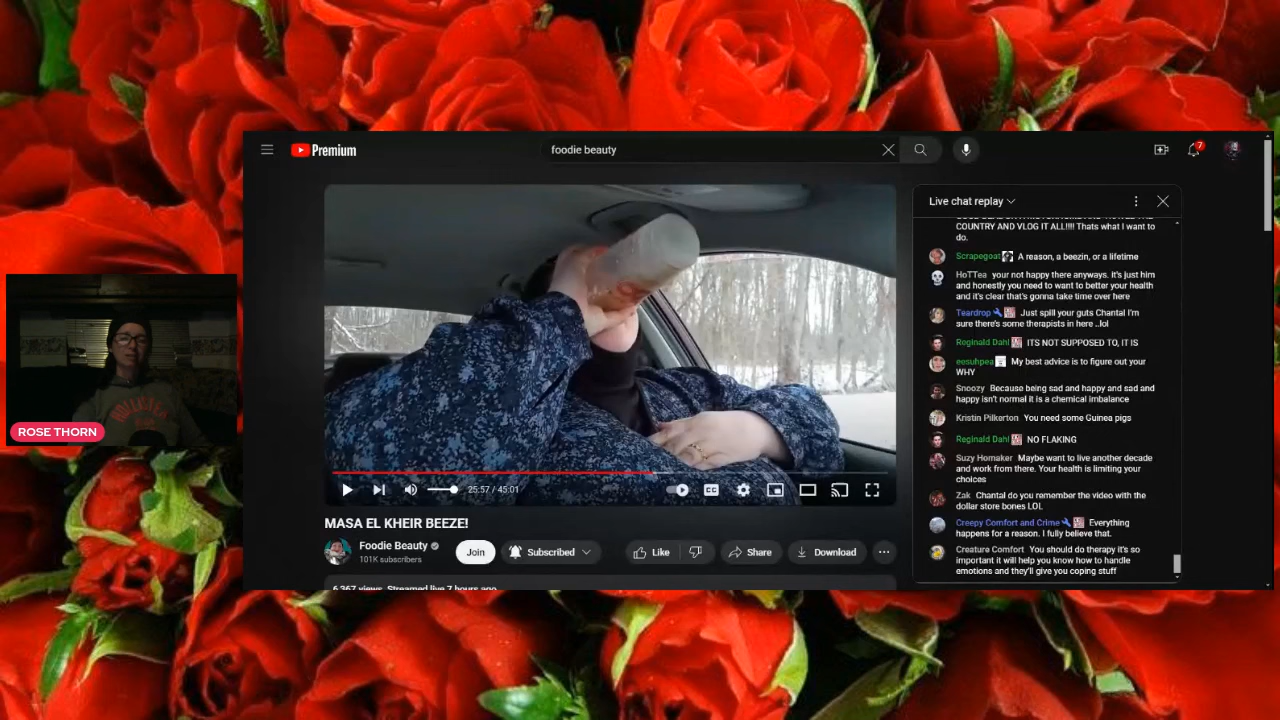 Premium
foodie beauty
7
Live chat replay
COUNTRY AND VLOG IT ALL!!!! Thats what I want to
do.
Scrapegoat A reason, a beezin, or a lifetime
HoTTea your not happy there anyways. it's just him
and honestly you need to want to better your health
and it's clear that's gonna take time over here
Teardrop Just spill your guts Chantal I'm
sure there's some therapists in here ..lol
Reginald Dahl ITS NOT SUPPOSED TO, IT IS
eesuhpea My best advice is to figure out your
WHY
Snoozy Because being sad and happy and sad and
happy isn't normal it is a chemical imbalance
Kristin Pilkerton You need some Guinea pigs
Reginald Dahl NO FLAKING
Suzy Homaker Maybe want to live another decade
and work from there. Your health is limiting your
choices
Zak Chantal do you remember the video with the
dollar store bones LOL
Creepy Comfort and Crime Everything
happens for a reason. I fully believe that.
Creature Comfort You should do therapy it's so
important it will help you know how to handle
emotions and they'll give you coping stuff
ROSE THORN
25:57 / 45:01
CC
MASA EL KHEIR BEEZE!
Foodie Beauty
101K subscribers
Join
Subscribed
Like
Share
Download
6,367 views Streamed live 7 hours ago